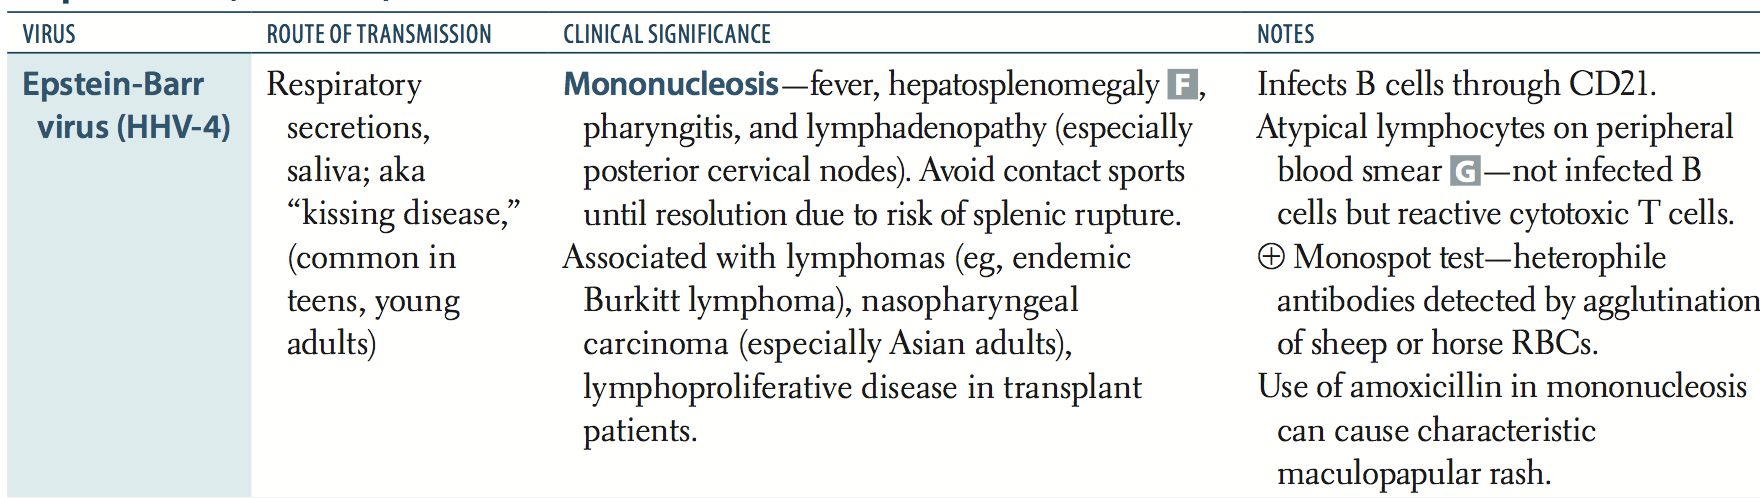 VIRUS
ROUTE OF TRANSMISSION
CLINICAL SIGNIFICANCE
NOTES
Epstein-Barr
virus (HHV-4)
Respiratory
secretions,
saliva; aka
“kissing disease,”
(common in
teens, young
adults)
Mononucleosis—fever, hepatosplenomegaly F,
pharyngitis, and lymphadenopathy (especially
posterior cervical nodes). Avoid contact sports
until resolution due to risk of splenic rupture.
Associated with lymphomas (eg, endemic
Burkitt lymphoma), nasopharyngeal
carcinoma (especially Asian adults),
lymphoproliferative disease in transplant
patients.
Infects B cells through CD21.
Atypical lymphocytes on peripheral
blood smear G—not infected B
cells but reactive cytotoxic T cells.
⊕ Monospot test—heterophile
antibodies detected by agglutination
of sheep or horse RBCs.
Use of amoxicillin in mononucleosis
can cause characteristic
maculopapular rash.